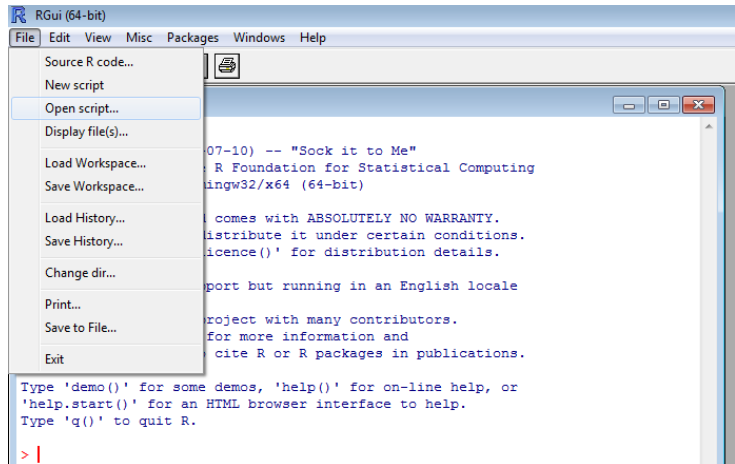 RGui (64-bit)
File Edit View Misc Packages Windows Help
Source R code...
New script
Open script...
Display file(s)...
Load Workspace...
Save Workspace...
Load History...
Save History...
Change dir...
Print...
Save to File...
Exit
07-10) -- "Sock it to Me"
R Foundation for Statistical Computing
ingw32/x64 (64-bit)
comes with ABSOLUTELY NO WARRANTY.
istribute it under certain conditions.
icence()' for distribution details.
port but running in an English locale
roject with many contributors.
for more information and
cite R or R packages in publications.
Type 'demo()' for some demos, 'help()' for on-line help, or
'help.start()' for an HTML browser interface to help.
Type 'q()' to quit R.
>